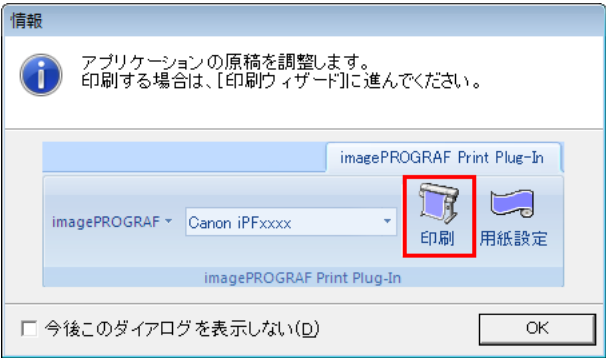 情報
アプリケーションの原稿を調整します。
印刷する場合は、[印刷ウィザード]に進んでください。
imagePROGRAF Print Plug-In
imagePROGRAF
Canon iPFxxxx
印刷
用紙設定
imagePROGRAF Print Plug-In
今後このダイアログを表示しない(D)
OK